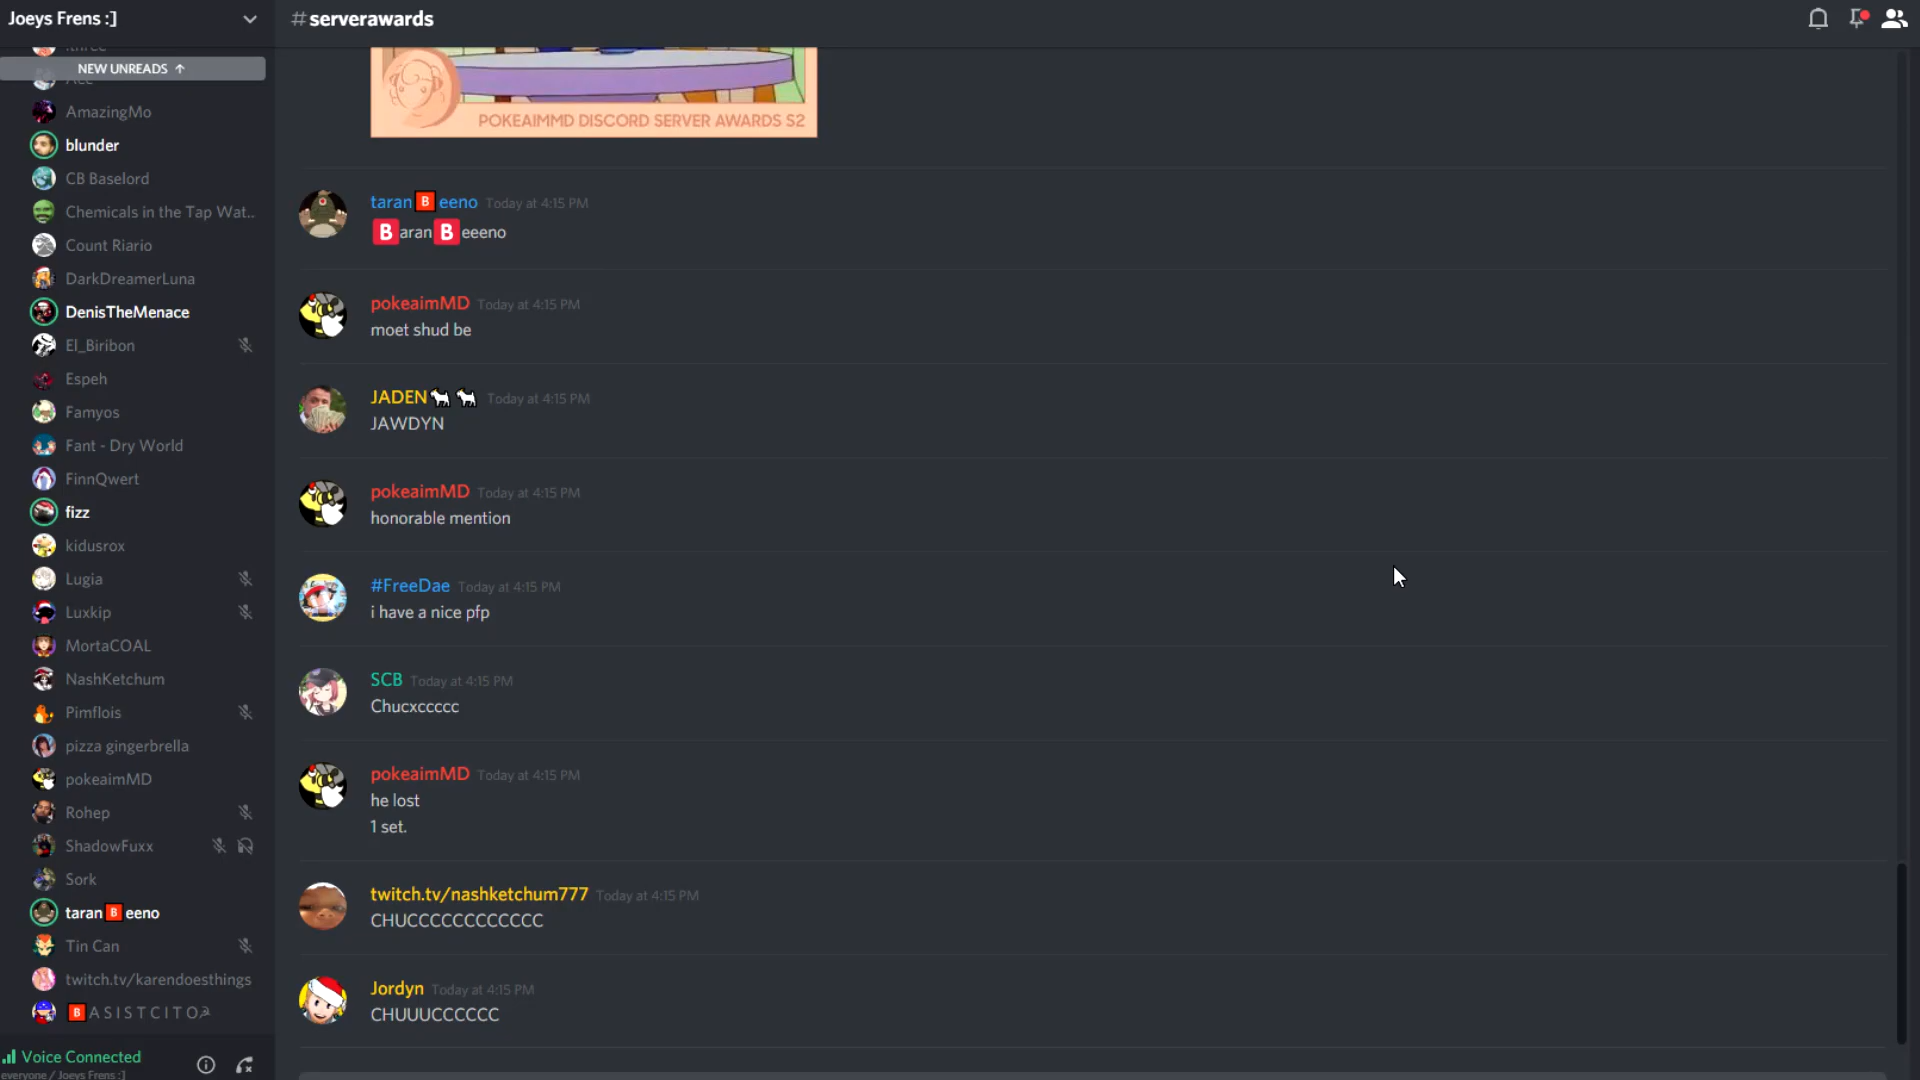 Joeys Frens :]
NEW UNREADS ↑
AmazingMo
blunder
CB Baselord
Chemicals in the Tap Wat..
Count Riario
DarkDreamerLuna
DenisTheMenace
El_Biribon
Espeh
Famyos
Fant - Dry World
FinnQwert
fizz
kidusrox
Lugia
Luxkip
MortaCOAL
NashKetchum
Pimflois
pizza gingerbrella
pokeaimMD
Rohep
ShadowFuxx
Sork
taran🅱eeno
Tin Can
twitch.tv/karendoesthings
🅱A S I S T C I T O☭
Voice Connected
everyone / Joeys Frens :]
#serverawards
POKEAIMMD DISCORD SERVER AWARDS S2
taran🅱eeno Today at 4:15 PM
🅱aran🅱eeeno
pokeaimMD Today at 4:15 PM
moet shud be
JADEN🐐🐐 Today at 4:15 PM
JAWDYN
pokeaimMD Today at 4:15 PM
honorable mention
#FreeDae Today at 4:15 PM
i have a nice pfp
SCB Today at 4:15 PM
Chucxcccc
pokeaimMD Today at 4:15 PM
he lost
1 set.
twitch.tv/nashketchum777 Today at 4:15 PM
CHUCCCCCCCCCCC
Jordyn Today at 4:15 PM
CHUUUCCCCCC